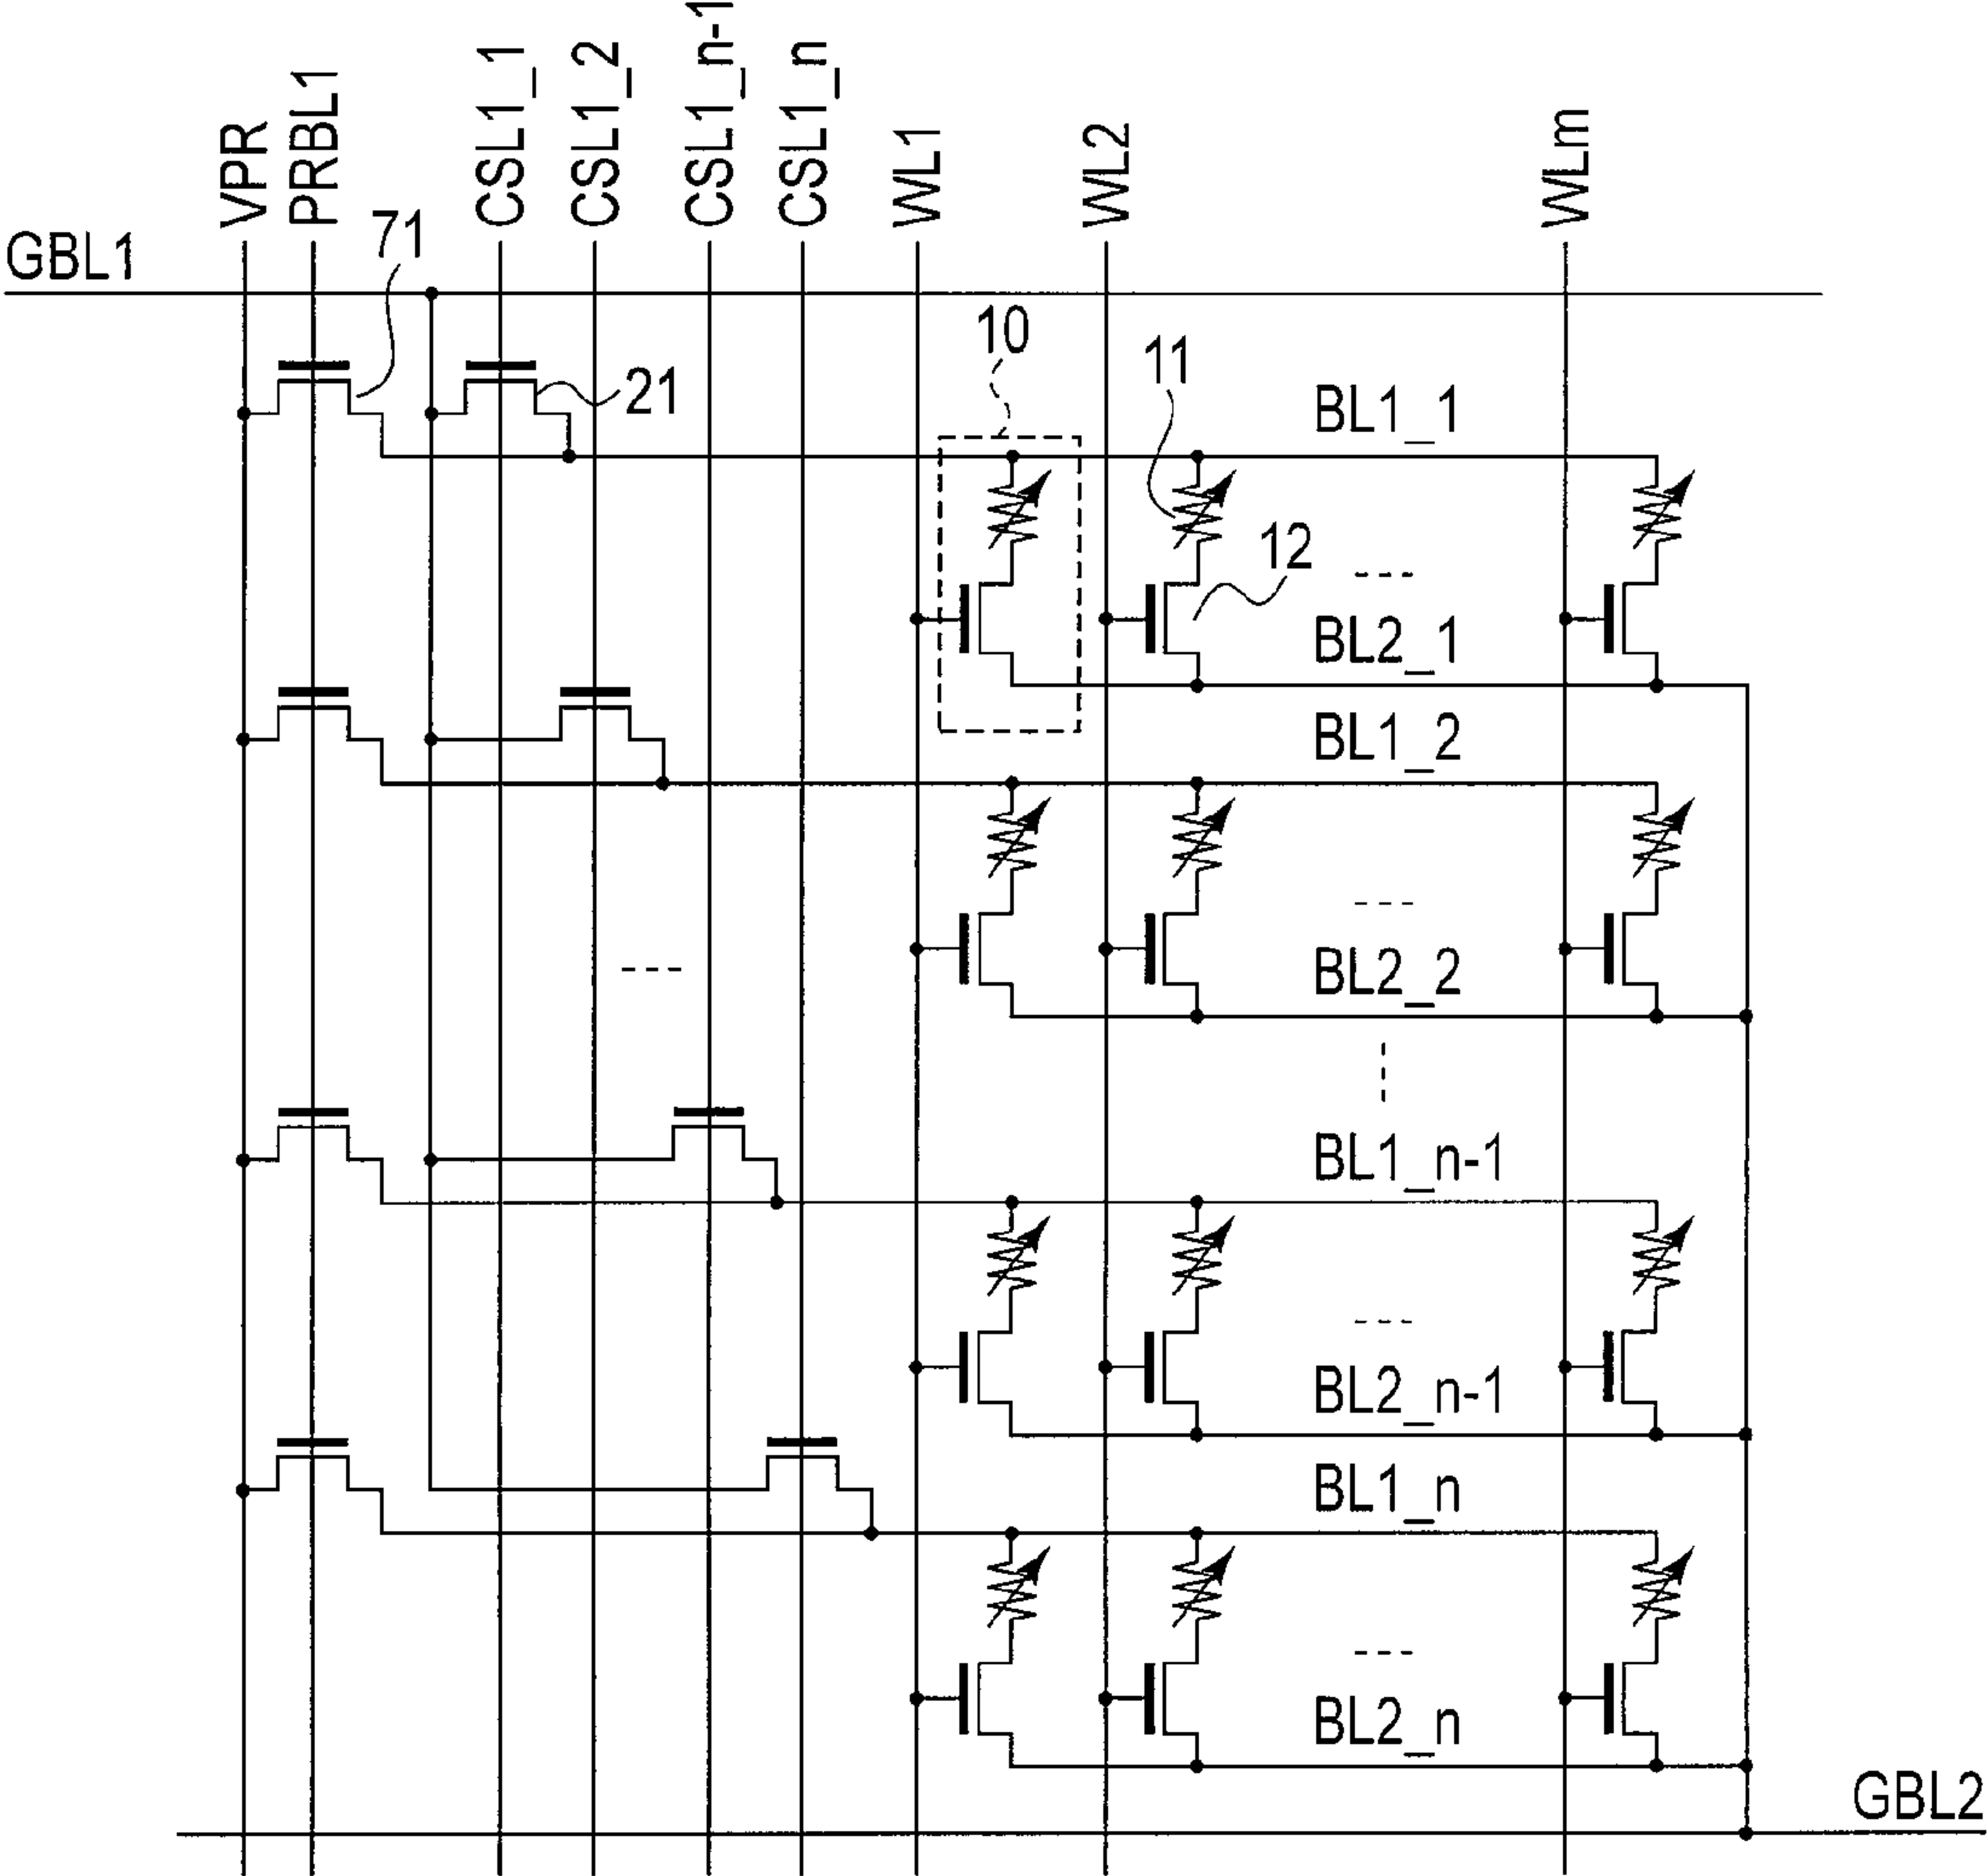 VPR
PRBL1
CSL1_1
CSL1_2
CSL1_n-1
CSL1_n
WL1
WL2
WLm
GBL1
71
21
10
11
12
BL1_1
BL2_1
BL1_2
BL2_2
BL1_n-1
BL2_n-1
BL1_n
BL2_n
GBL2